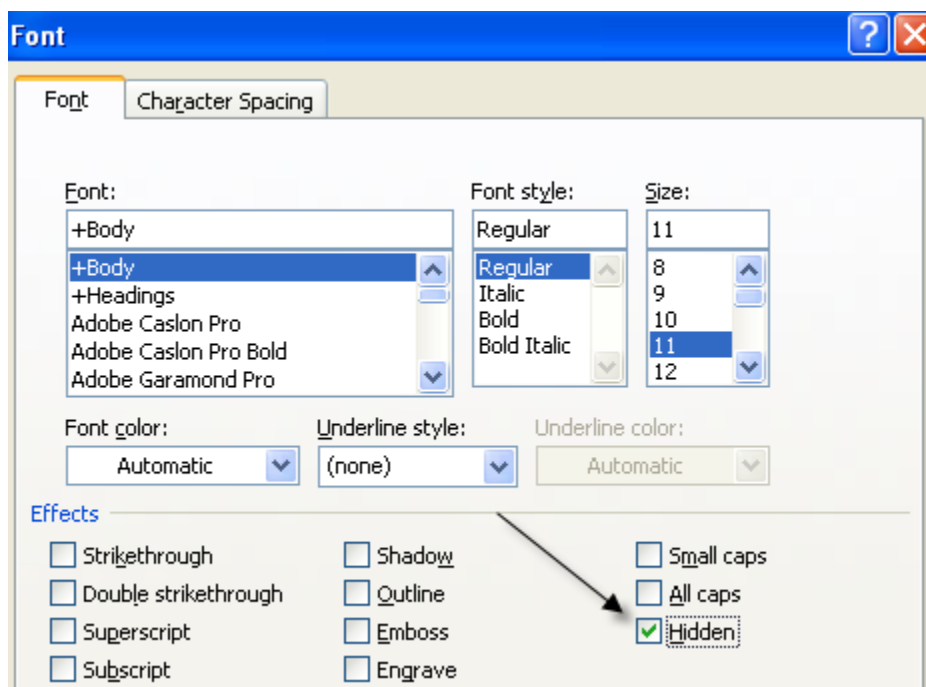 Font
?
Font Character Spacing
Font: Font style: Size:
+Body Regular 11
+Body Regular 8
+Headings Italic 9
Adobe Caslon Pro Bold 10
Adobe Caslon Pro Bold Bold Italic 11
Adobe Garamond Pro 12
Font color: Underline style: Underline color:
Automatic (none) Automatic
Effects
Strikethrough Shadow Small caps
Double strikethrough Outline All caps
Superscript Emboss Hidden
Subscript Engrave